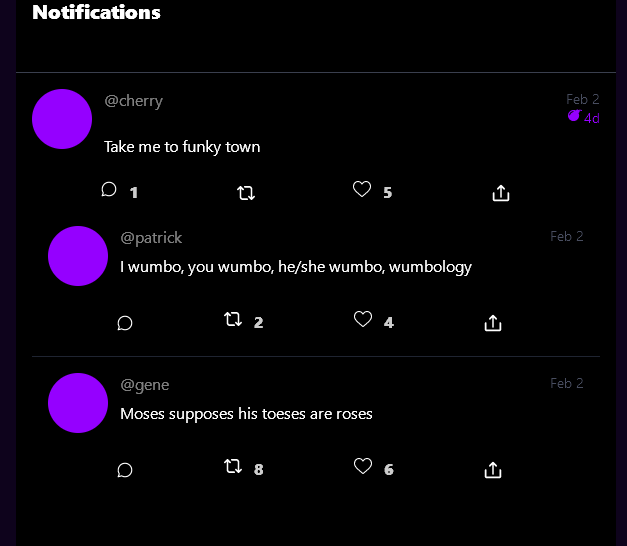 Notifications
@cherry
Feb 2
4d
Take me to funky town
1
5
@patrick
Feb 2
I wumbo, you wumbo, he/she wumbo, wumbology
2
4
@gene
Feb 2
Moses supposes his toeses are roses
8
6